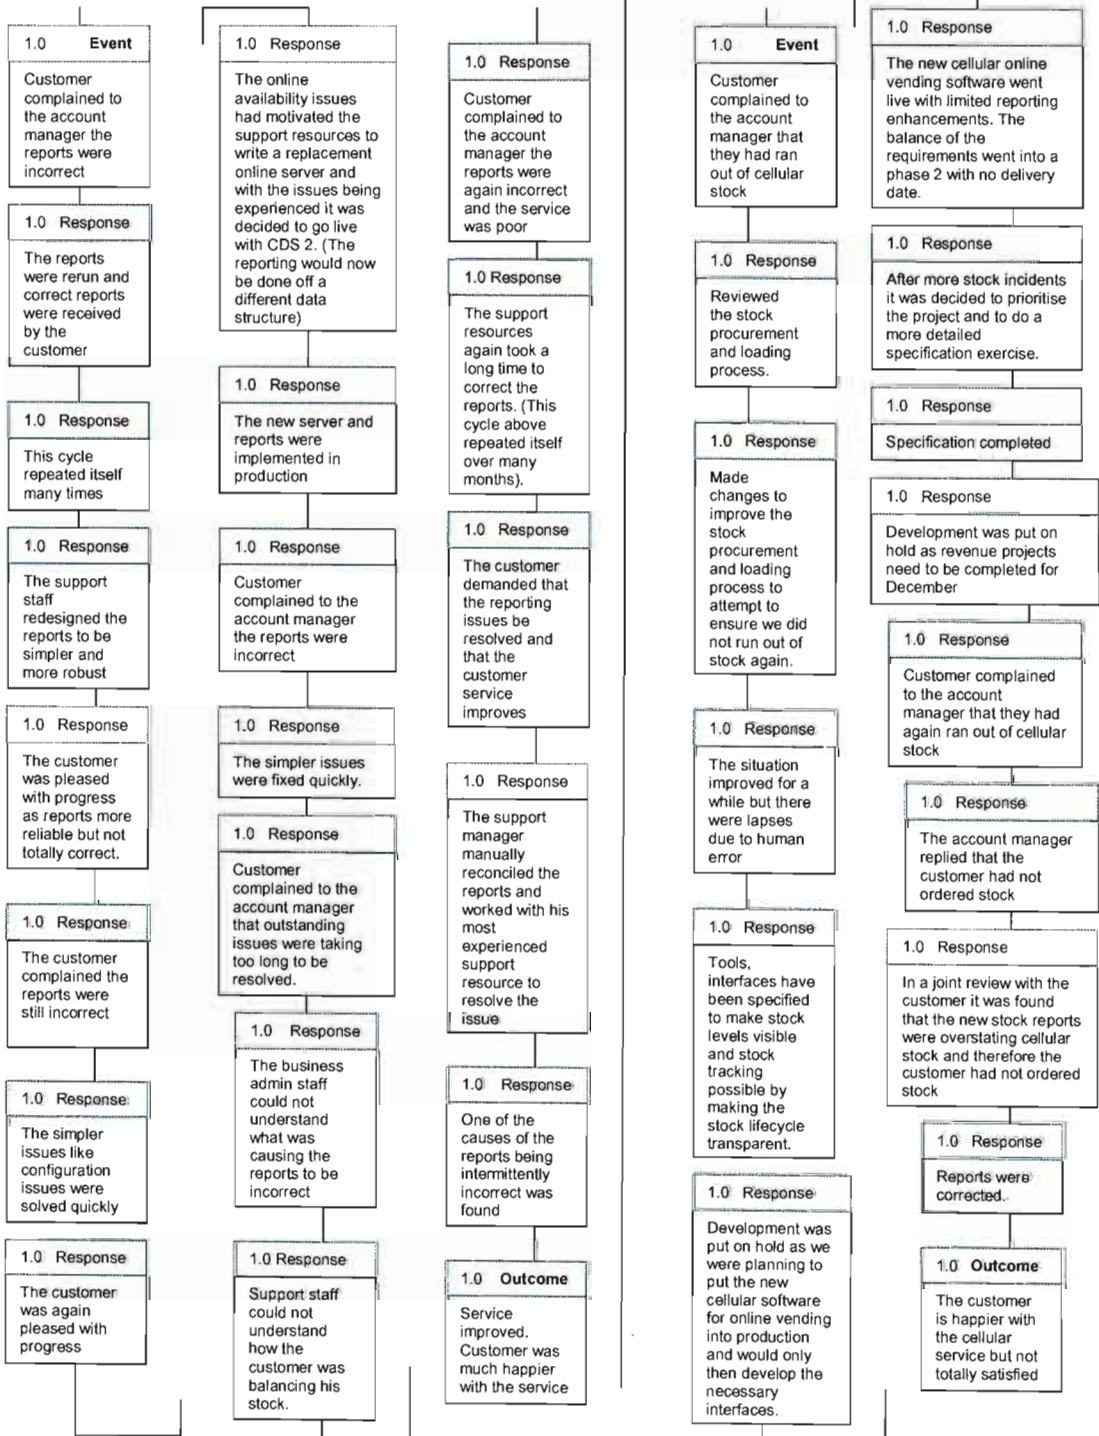 1.0 Event
Customer
complained to
the account
manager the
reports were
incorrect
1.0 Response
The reports
were rerun and
correct reports
were received
by the
customer
1.0 Response
This cycle
repeated itself
many times
1.0 Response
The support
staff
redesigned the
reports to be
simpler and
more robust
1.0 Response
The customer
was pleased
with progress
as reports more
reliable but not
totally correct.
1.0 Response
The customer
complained the
reports were
still incorrect
1.0 Response
The simpler
issues like
configuration
issues were
solved quickly
1.0 Response
The customer
was again
pleased with
progress
1.0 Response
The online
availability issues
had motivated the
support resources to
write a replacement
online server and
with the issues being
experienced it was
decided to go live
with CDS 2. (The
reporting would now
be done off a
different data
structure)
1.0 Response
The new server and
reports were
implemented in
production
1.0 Response
Customer
complained to the
account manager
the reports were
incorrect
1.0 Response
The simpler issues
were fixed quickly.
1.0 Response
Customer
complained to the
account manager
that outstanding
issues were taking
too long to be
resolved.
1.0 Response
The business
admin staff
could not
understand
what was
causing the
reports to be
incorrect
1.0 Response
Support staff
could not
understand
how the
customer was
balancing his
stock.
1.0 Response
Customer
complained to
the account
manager the
reports were
again incorrect
and the service
was poor
1.0 Response
The support
resources
again took a
long time to
correct the
reports. (This
cycle above
repeated itself
over many
months).
1.0 Response
The customer
demanded that
the reporting
issues be
resolved and
that the
customer
service
improves
1.0 Response
The support
manager
manually
reconciled the
reports and
worked with his
most
experienced
support
resource to
resolve the
issue
1.0 Response
One of the
causes of the
reports being
intermittently
incorrect was
found
1.0 Outcome
Service
improved.
Customer was
much happier
with the service
1.0 Event
Customer
complained to
the account
manager that
they had ran
out of cellular
stock
1.0 Response
Reviewed
the stock
procurement
and loading
process.
1.0 Response
Made
changes to
improve the
stock
procurement
and loading
process to
attempt to
ensure we did
not run out of
stock again.
1.0 Response
The situation
improved for a
while but there
were lapses
due to human
error
1.0 Response
Tools,
interfaces have
been specified
to make stock
levels visible
and stock
tracking
possible by
making the
stock lifecycle
transparent.
1.0 Response
Development was
put on hold as we
were planning to
put the new
cellular software
for online vending
into production
and would only
then develop the
necessary
interfaces.
1.0 Response
The new cellular online
vending software went
live with limited reporting
enhancements. The
balance of the
requirements went into a
phase 2 with no delivery
date.
1.0 Response
After more stock incidents
it was decided to prioritise
the project and to do a
more detailed
specification exercise.
1.0 Response
Specification completed
1.0 Response
Development was put on
hold as revenue projects
need to be completed for
December
1.0 Response
Customer complained
to the account
manager that they had
again ran out of cellular
stock
1.0 Response
The account manager
replied that the
customer had not
ordered stock
1.0 Response
In a joint review with the
customer it was found
that the new stock reports
were overstating cellular
stock and therefore the
customer had not ordered
stock
1.0 Response
Reports were
corrected.
1.0 Outcome
The customer
is happier with
the cellular
service but not
totally satisfied